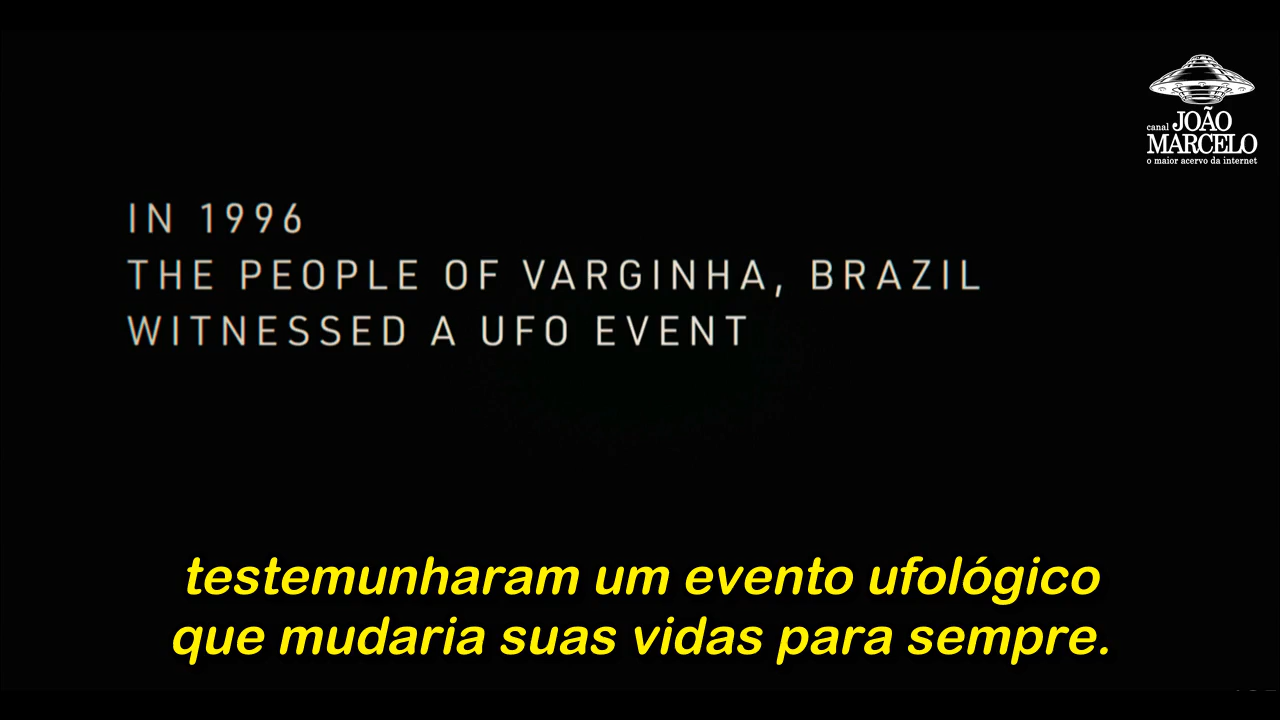 canal JOÃO
MARCELO
o maior acervo da internet
IN 1996
THE PEOPLE OF VARGINHA, BRAZIL
WITNESSED A UFO EVENT
testemunharam um evento ufológico
que mudaria suas vidas para sempre.